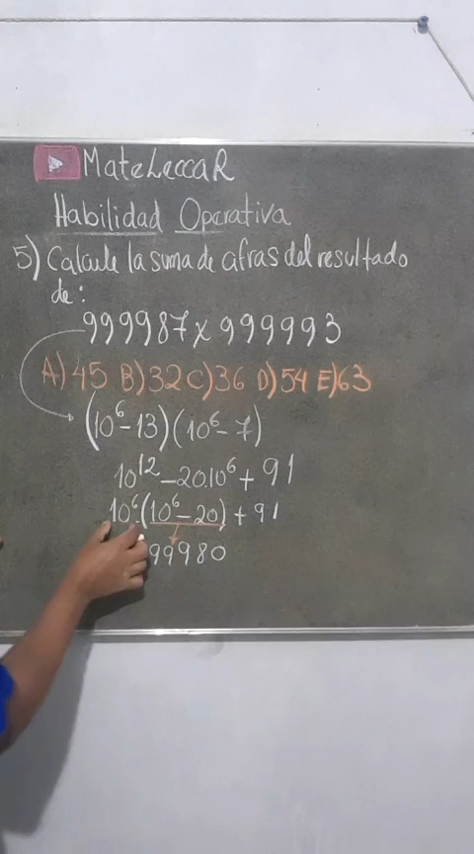 MateLeccaR
Habilidad Operativa
5) Calcule la suma de cifras del resultado
de:
999987 x 999993
A) 45 B) 32 C) 36 D) 54 E) 63
(10⁶-13)(10⁶-7)
10¹² - 20.10⁶ + 91
10⁶(10⁶-20) + 91
99980